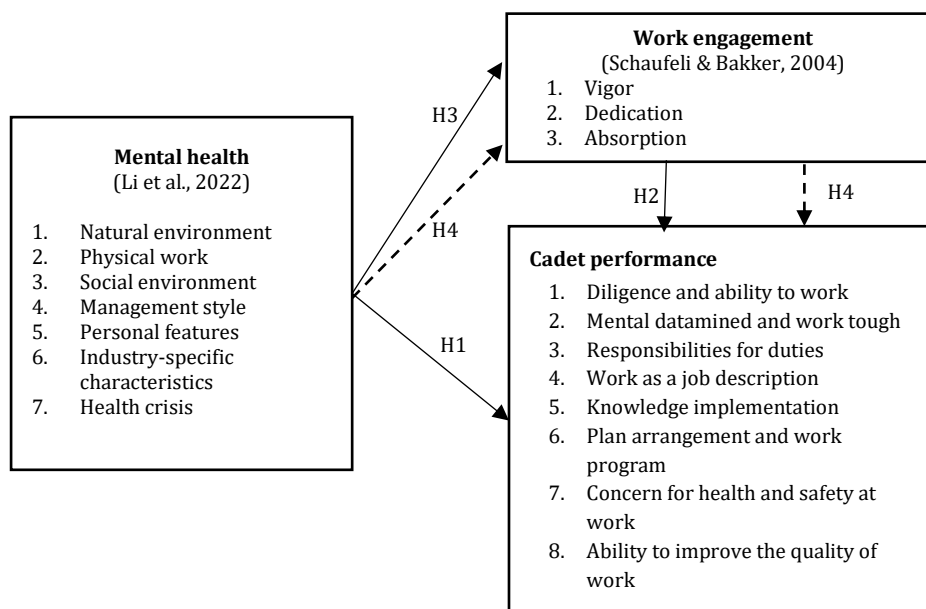 Work engagement
(Schaufeli & Bakker, 2004)
1. Vigor
2. Dedication
3. Absorption
H3
Mental health
(Li et al., 2022)
1. Natural environment
2. Physical work
3. Social environment
4. Management style
5. Personal features
6. Industry-specific
characteristics
7. Health crisis
H4
H1
H2
H4
Cadet performance
1. Diligence and ability to work
2. Mental datamined and work tough
3. Responsibilities for duties
4. Work as a job description
5. Knowledge implementation
6. Plan arrangement and work
program
7. Concern for health and safety at
work
8. Ability to improve the quality of
work